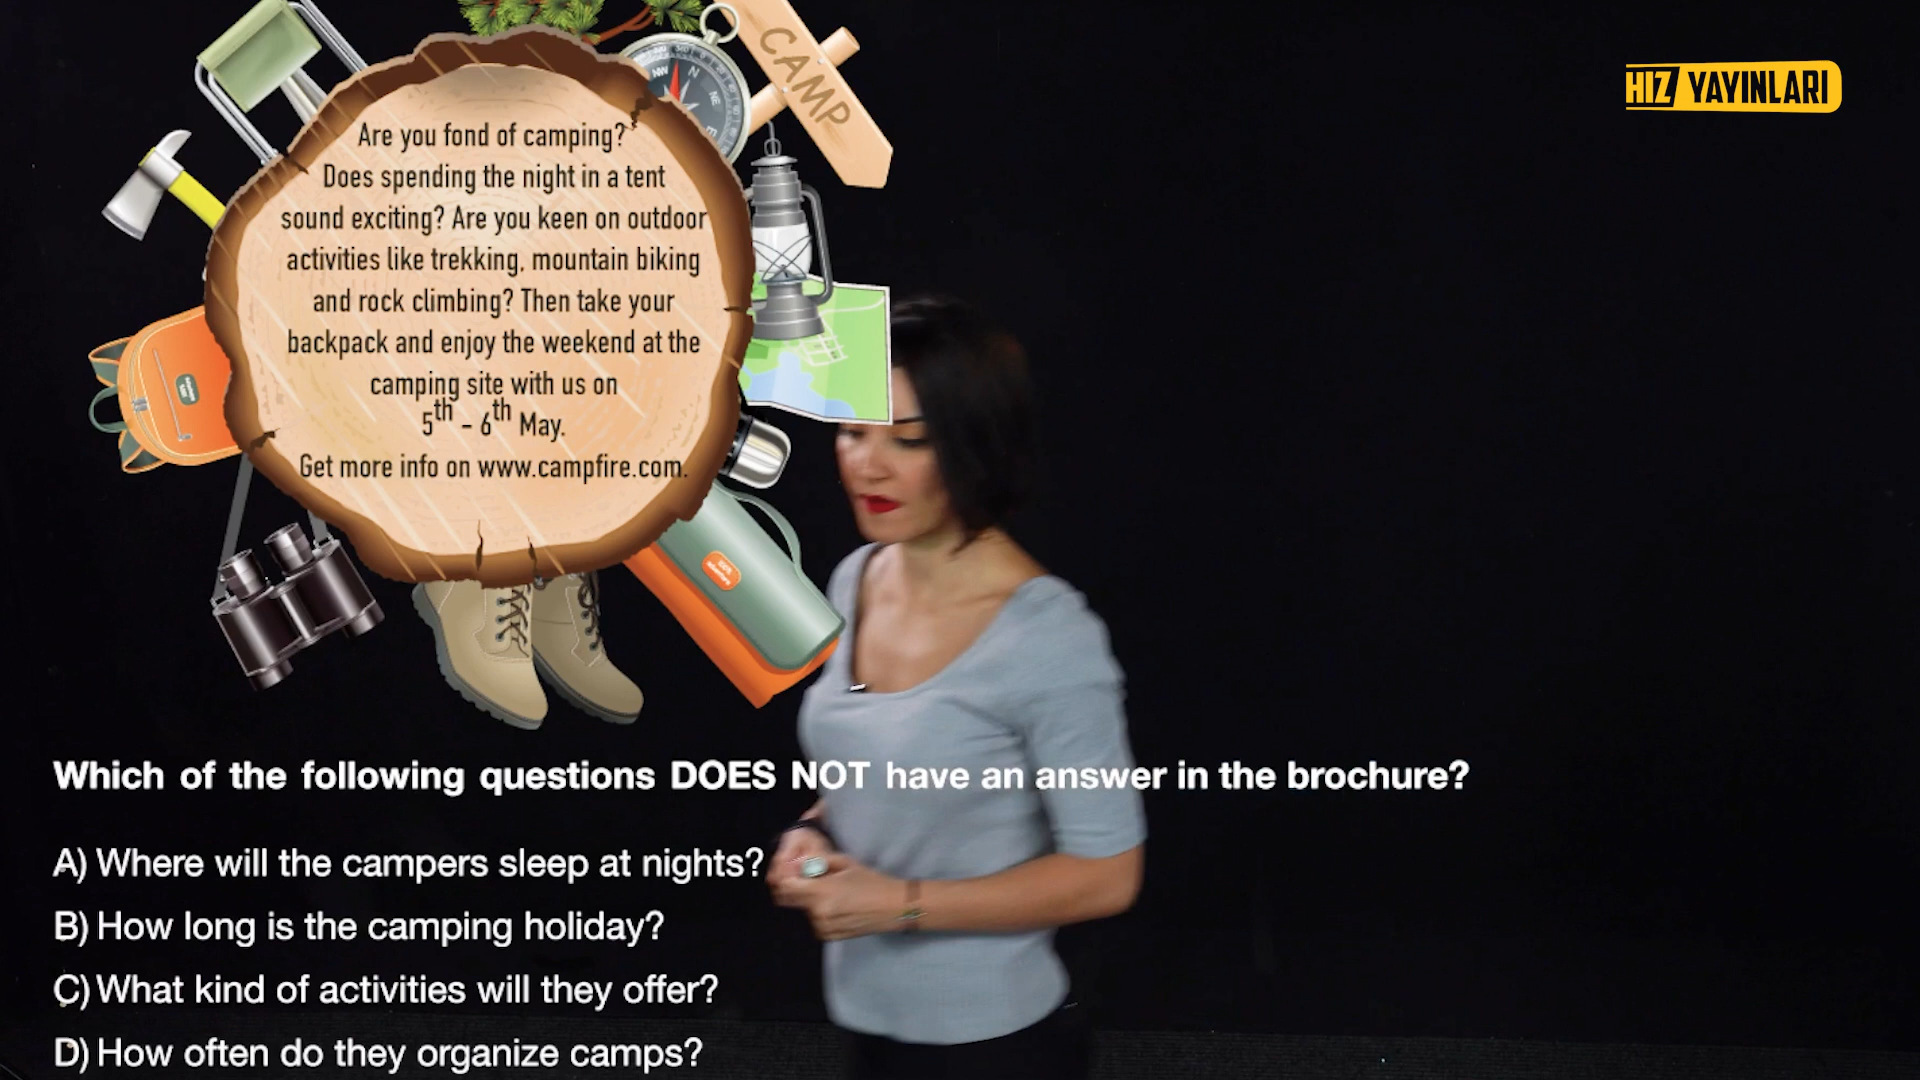 HIZ YAYINLARI
CAMP
NW N NE E
Are you fond of camping?
Does spending the night in a tent
sound exciting? Are you keen on outdoor
activities like trekking, mountain biking
and rock climbing? Then take your
backpack and enjoy the weekend at the
camping site with us on
5th - 6th May.
Get more info on www.campfire.com.
Which of the following questions DOES NOT have an answer in the brochure?
A) Where will the campers sleep at nights?
B) How long is the camping holiday?
C) What kind of activities will they offer?
D) How often do they organize camps?